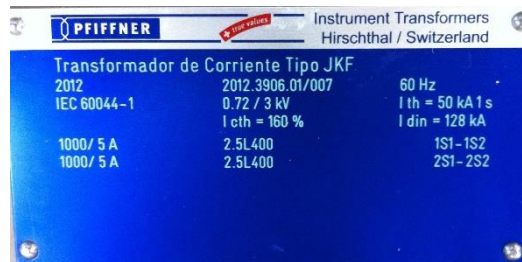 PFIFFNER true values Instrument Transformers
Hirschthal / Switzerland
Transformador de Corriente Tipo JKF
2012 2012.3906.01/007 60 Hz
IEC 60044-1 0.72 / 3 kV I th = 50 kA 1 s
I cth = 160 % I din = 128 kA
1000/ 5 A 2.5L400 1S1-1S2
1000/ 5 A 2.5L400 2S1-2S2